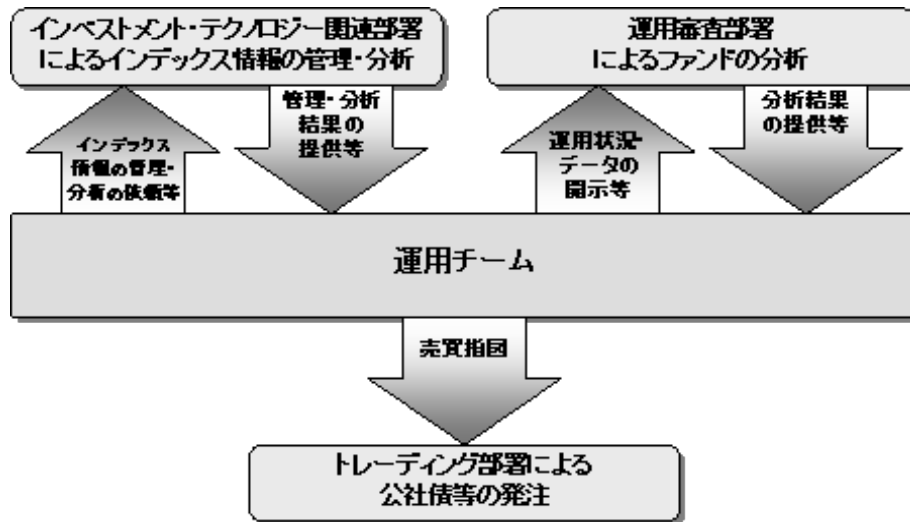 インベストメント・テクノロジー関連部署
によるインデックス情報の管理・分析
運用審査部署
によるファンドの分析
インデックス
情報の管理・
分析の依頼等
管理・分析
結果の
提供等
運用状況・
データの
開示等
分析結果
の提供等
運用チーム
売買指図
トレーディング部署による
公社債等の発注